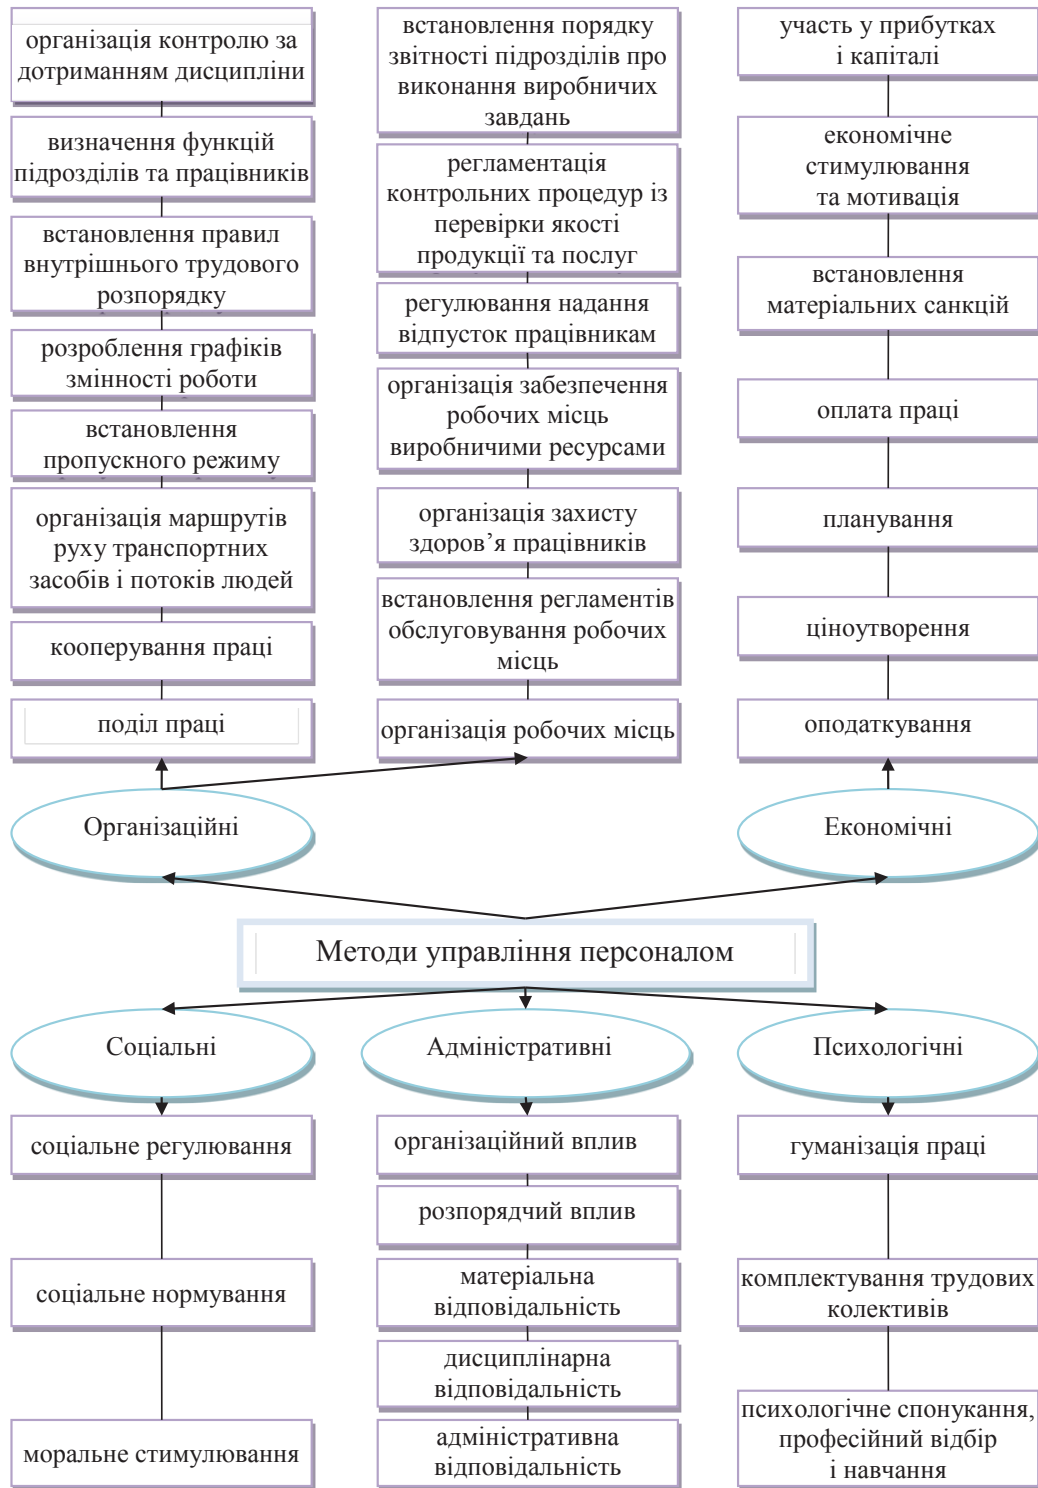 організація контролю за
дотриманням дисципліни
визначення функцій
підрозділів та працівників
встановлення правил
внутрішнього трудового
розпорядку
розроблення графіків
змінності роботи
встановлення
пропускного режиму
організація маршрутів
руху транспортних
засобів і потоків людей
кооперування праці
поділ праці
встановлення порядку
звітності підрозділів про
виконання виробничих
завдань
регламентація
контрольних процедур із
перевірки якості
продукції та послуг
регулювання надання
відпусток працівникам
організація забезпечення
робочих місць
виробничими ресурсами
організація захисту
здоров’я працівників
встановлення регламентів
обслуговування робочих
місць
організація робочих місць
участь у прибутках
і капіталі
економічне
стимулювання
та мотивація
встановлення
матеріальних санкцій
оплата праці
планування
ціноутворення
оподаткування
Організаційні
Економічні
Методи управління персоналом
Соціальні
Адміністративні
Психологічні
соціальне регулювання
соціальне нормування
моральне стимулювання
організаційний вплив
розпорядчий вплив
матеріальна
відповідальність
дисциплінарна
відповідальність
адміністративна
відповідальність
гуманізація праці
комплектування трудових
колективів
психологічне спонукання,
професійний відбір
і навчання